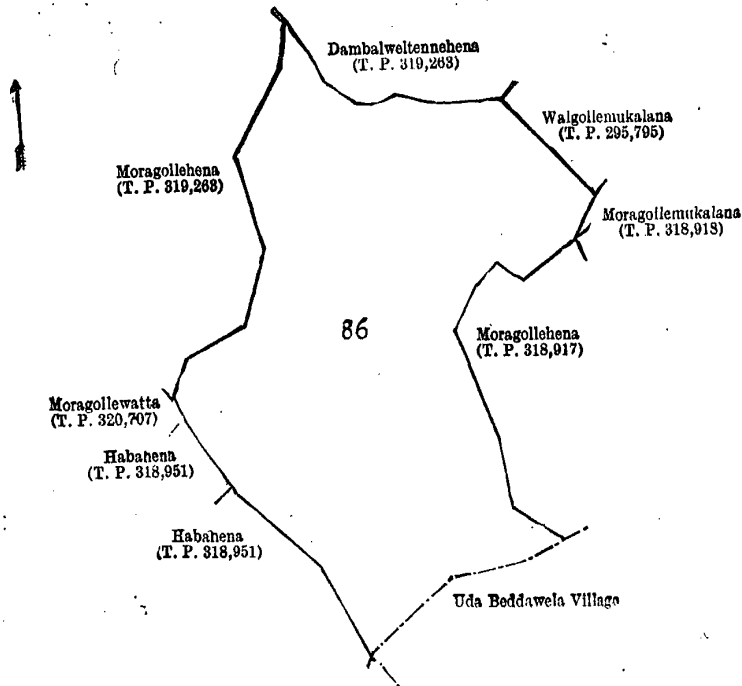 Dambalweltennehena
(T. P. 319,263)
Walgollemukalana
(T. P. 295,795)
Moragollehena
(T. P. 319,263)
Moragollemukalana
(T. P. 318,913)
86
Moragollehena
(T. P. 318,917)
Moragollewatta
(T. P. 320,707)
Habahena
(T. P. 318,951)
Habahena
(T. P. 318,951)
Uda Beddawela Village